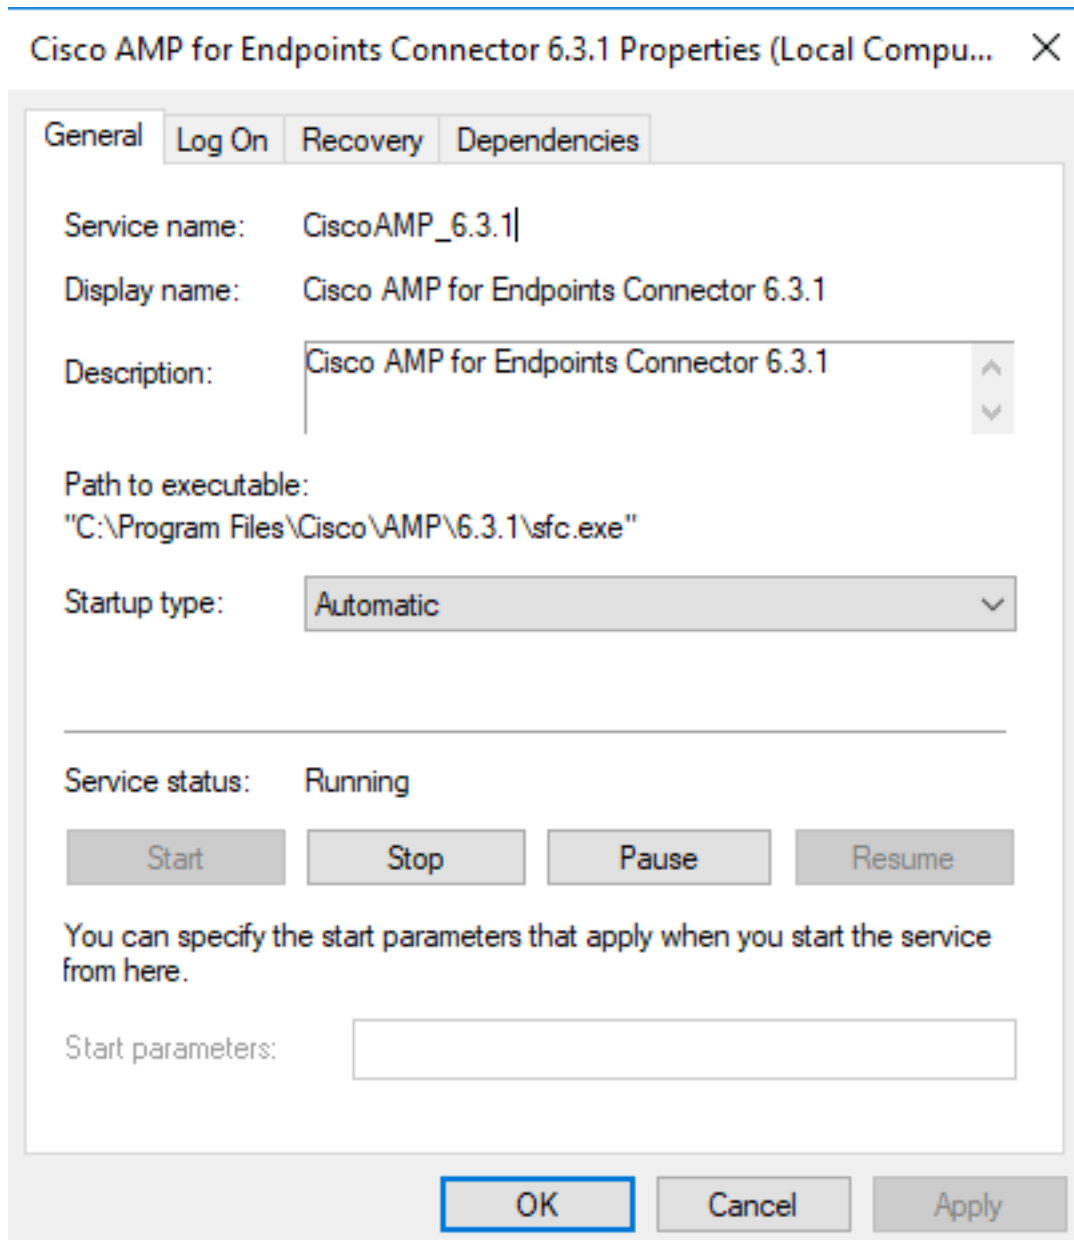 Cisco AMP for Endpoints Connector 6.3.1 Properties (Local Compu...
General Log On Recovery Dependencies
Service name: CiscoAMP_6.3.1
Display name: Cisco AMP for Endpoints Connector 6.3.1
Description: Cisco AMP for Endpoints Connector 6.3.1
Path to executable:
"C:\Program Files\Cisco\AMP\6.3.1\sfc.exe"
Startup type: Automatic
Service status: Running
Start Stop Pause Resume
You can specify the start parameters that apply when you start the service
from here.
Start parameters:
OK Cancel Apply